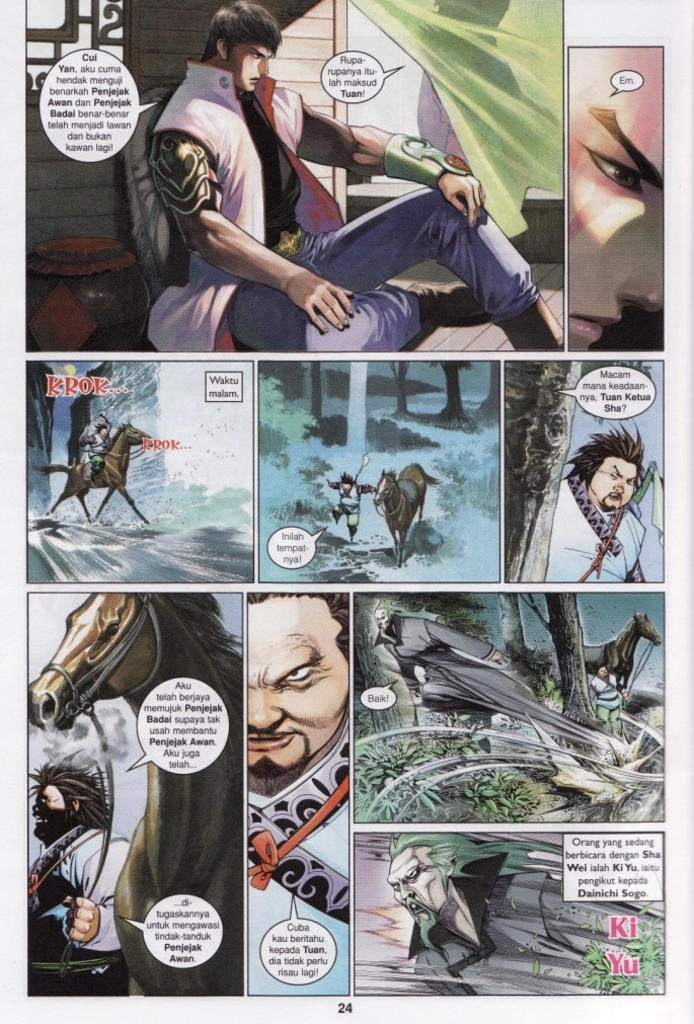 Cui
Yan, aku cuma
hendak menguji
benarkah Penjejak
Awan dan Penjejak
Badai benar-benar
telah menjadi lawan
dan bukan
kawan lagi!
Rupa-
rupanya itu-
lah maksud
Tuan!
Em.
KROK...
KROK...
Waktu
malam.
Inilah
tempat-
nya!
Macam
mana keadaan-
nya, Tuan Ketua
Sha?
Aku
telah berjaya
memujuk Penjejak
Badai supaya tak
usah membantu
Penjejak Awan.
Aku juga
telah...
...di-
tugaskannya
untuk mengawasi
tindak-tanduk
Penjejak
Awan.
Cuba
kau beritahu
kepada Tuan,
dia tidak perlu
risau lagi!
Baik!
Orang yang sedang
berbicara dengan Sha
Wei ialah Ki Yu, iaitu
pengikut kepada
Dainichi Sogo.
Ki
Yu
24